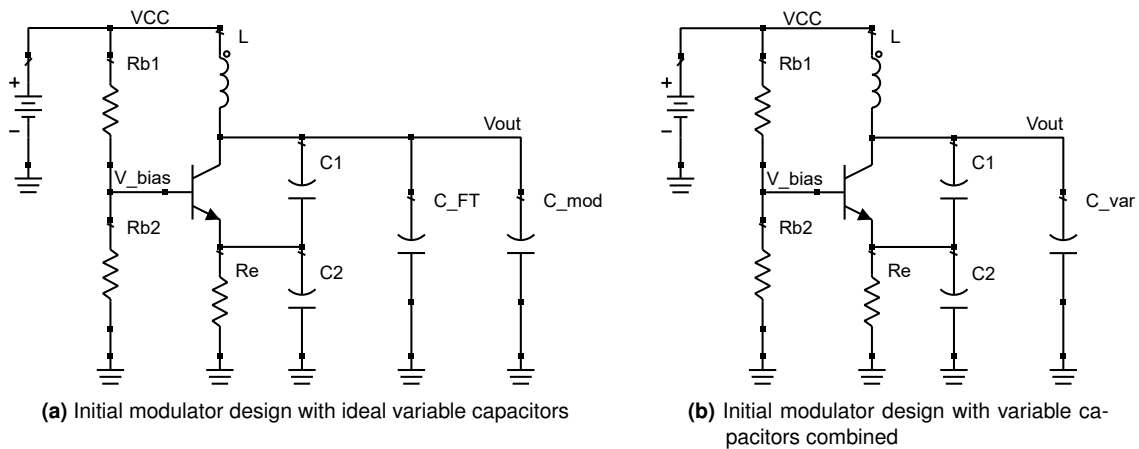 VCC
L
Rb1
+
−
Vout
C1
V_bias
C_FT
C_mod
Rb2
Re
C2
(a) Initial modulator design with ideal variable capacitors
VCC
L
Rb1
+
−
Vout
C1
V_bias
C_var
Rb2
Re
C2
(b) Initial modulator design with variable ca-
pacitors combined